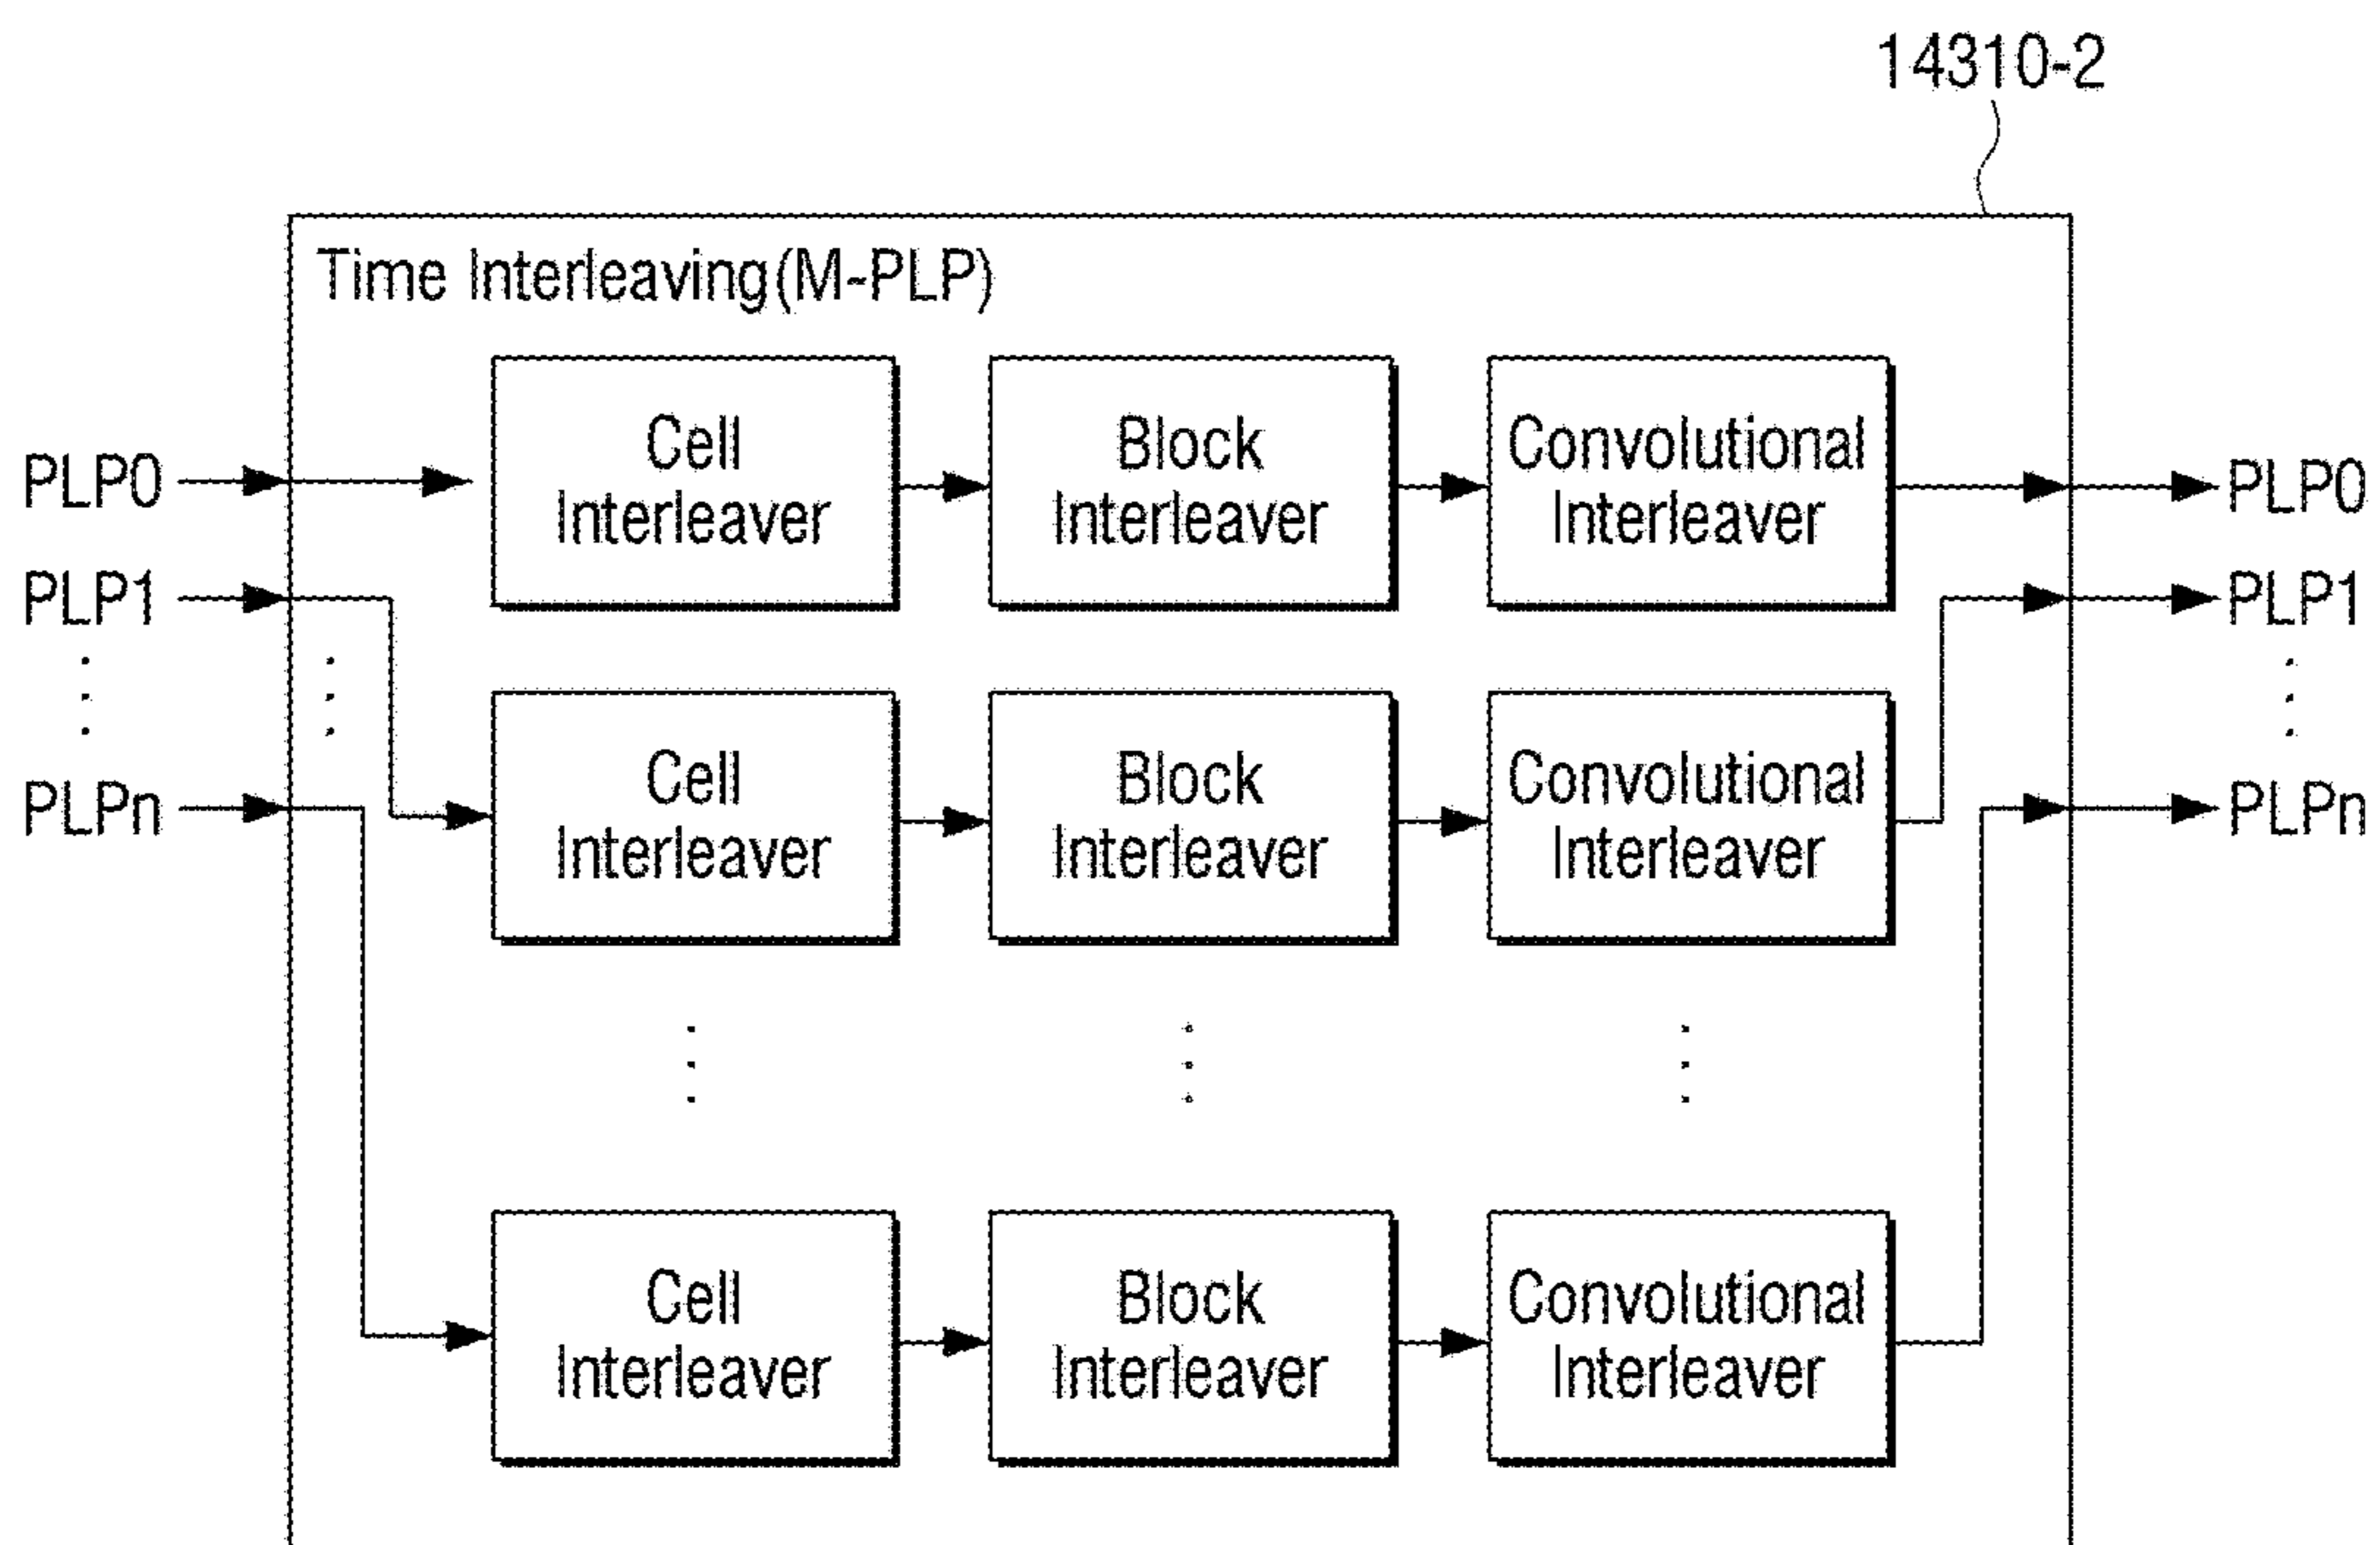 14310-2
Time Interleaving(M-PLP)
PLP0
Cell
Interleaver
Block
Interleaver
Convolutional
Interleaver
PLP0
PLP1
PLP1
Cell
Interleaver
Block
Interleaver
Convolutional
Interleaver
PLPn
PLPn
Cell
Interleaver
Block
Interleaver
Convolutional
Interleaver